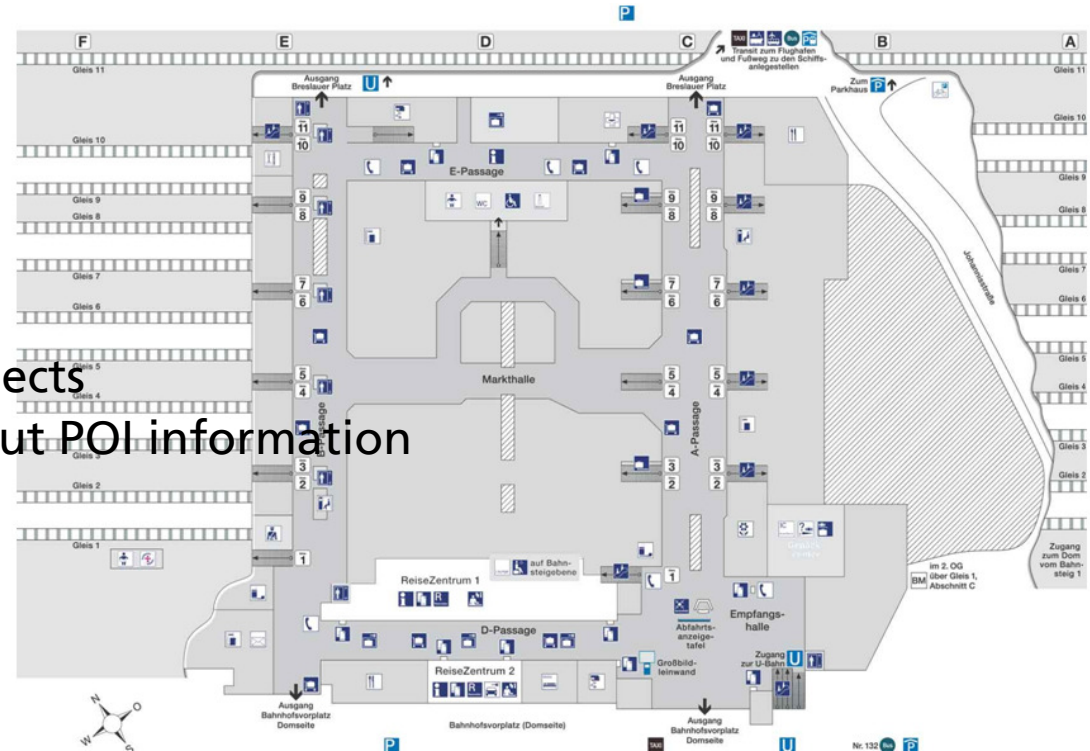 P
F
E
D
C
B
A
TAXI
Bus
P
Transit zum Flughafen
und Fußweg zu den Schiffs-
anlegestellen
Gleis 11
Ausgang
Breslauer Platz
U
Ausgang
Breslauer Platz
Zum
Parkhaus
P
Gleis 11
11
10
11
10
11
10
Gleis 10
Gleis 10
E-Passage
Gleis 9
Gleis 8
WC
9
8
9
8
9
8
Gleis 9
Gleis 8
Johannisstraße
Gleis 7
Gleis 6
7
6
7
6
7
6
Gleis 7
Gleis 6
Markthalle
Gleis 5
Gleis 4
5
4
5
4
5
4
Gleis 5
Gleis 4
ects
ut POI information
B-Passage
A-Passage
Gleis 3
Gleis 2
3
2
3
2
3
2
Gleis 3
Gleis 2
Gleis 1
1
1
auf Bahn-
steigebene
ReiseZentrum 1
Zugang
zum Dom
vom Bahn-
steig 1
BM
im 2. OG
über Gleis 1,
Abschnitt C
D-Passage
Abfahrts-
anzeige-
tafel
Empfangs-
halle
Großbild-
leinwand
Zugang
zur U-Bahn
U
ReiseZentrum 2
N
O
W
S
Ausgang
Bahnhofsvorplatz
Domseite
Bahnhofsvorplatz (Domseite)
Ausgang
Bahnhofsvorplatz
Domseite
P
TAXI
U
Nr. 132
Bus
P